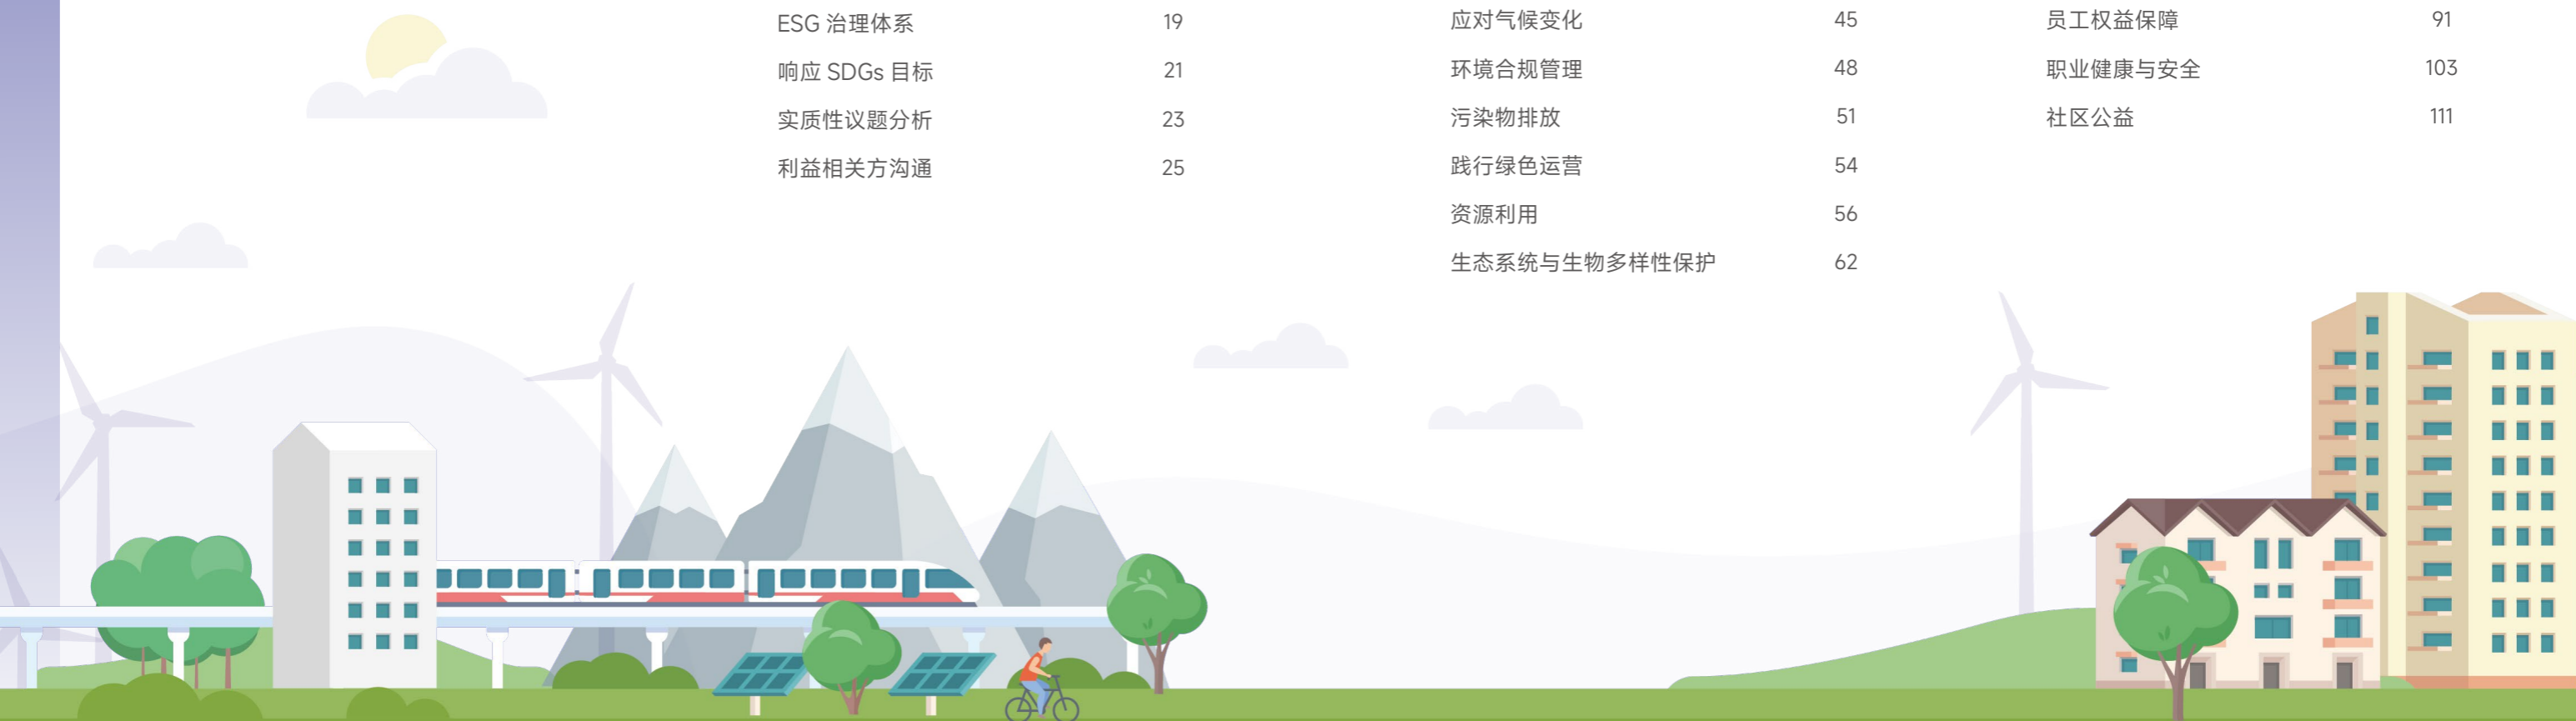 ESG 治理体系 19
响应 SDGs 目标 21
实质性议题分析 23
利益相关方沟通 25
应对气候变化 45
环境合规管理 48
污染物排放 51
践行绿色运营 54
资源利用 56
生态系统与生物多样性保护 62
员工权益保障 91
职业健康与安全 103
社区公益 111